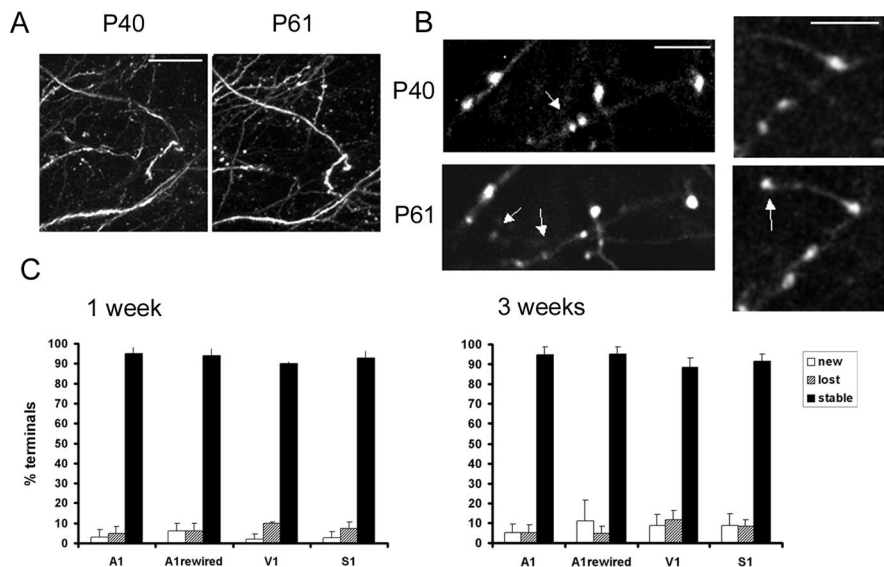 A
P40 P61
B
P40
P61
C
1 week
3 weeks
% terminals
100
90
80
70
60
50
40
30
20
10
0
A1 A1rewired V1 S1
100
90
80
70
60
50
40
30
20
10
0
A1 A1rewired V1 S1
new
lost
stable